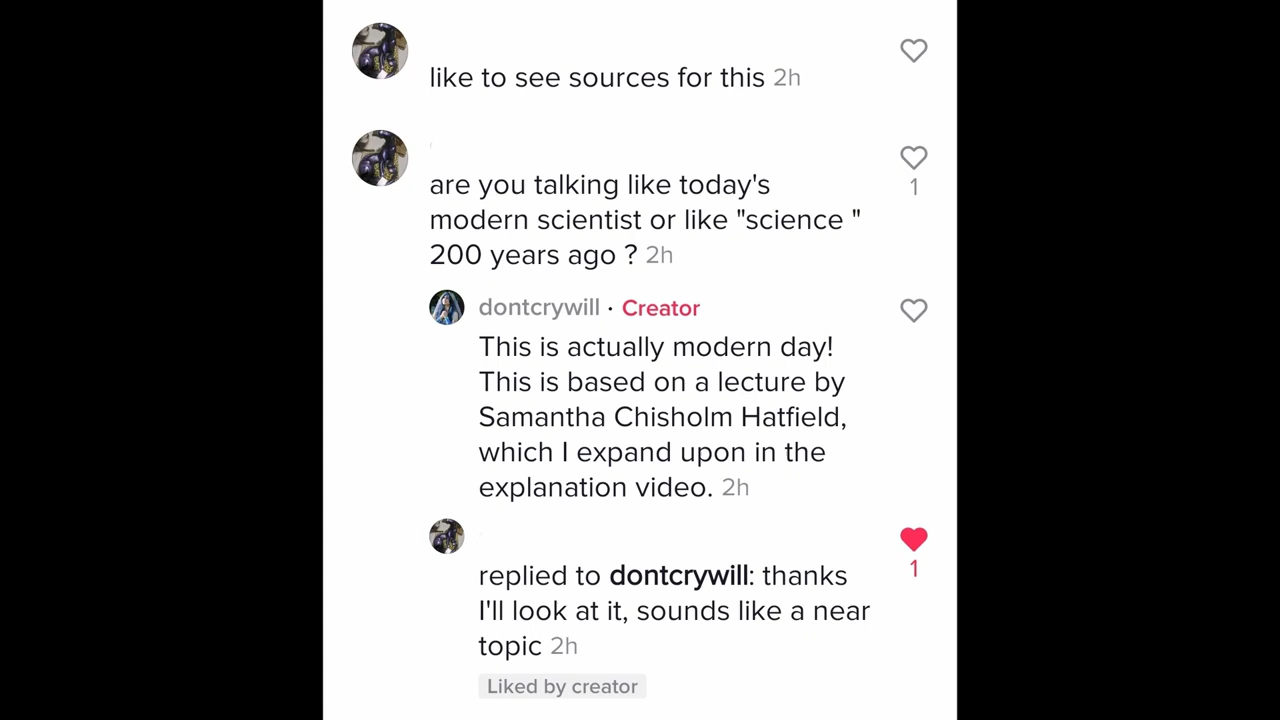 like to see sources for this 2h
are you talking like today's
1
modern scientist or like "science "
200 years ago ? 2h
dontcrywill · Creator
This is actually modern day!
This is based on a lecture by
Samantha Chisholm Hatfield,
which I expand upon in the
explanation video. 2h
replied to dontcrywill: thanks
1
I'll look at it, sounds like a near
topic 2h
Liked by creator